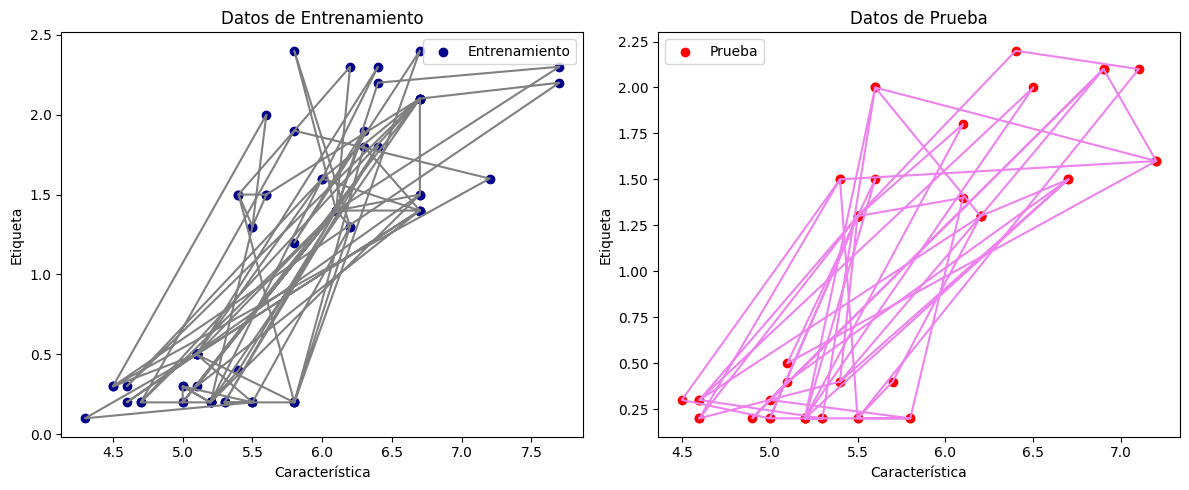 Datos de Entrenamiento
Entrenamiento
Etiqueta
2.5
2.0
1.5
1.0
0.5
0.0
4.5 5.0 5.5 6.0 6.5 7.0 7.5
Característica
Datos de Prueba
Prueba
Etiqueta
2.25
2.00
1.75
1.50
1.25
1.00
0.75
0.50
0.25
4.5 5.0 5.5 6.0 6.5 7.0
Característica